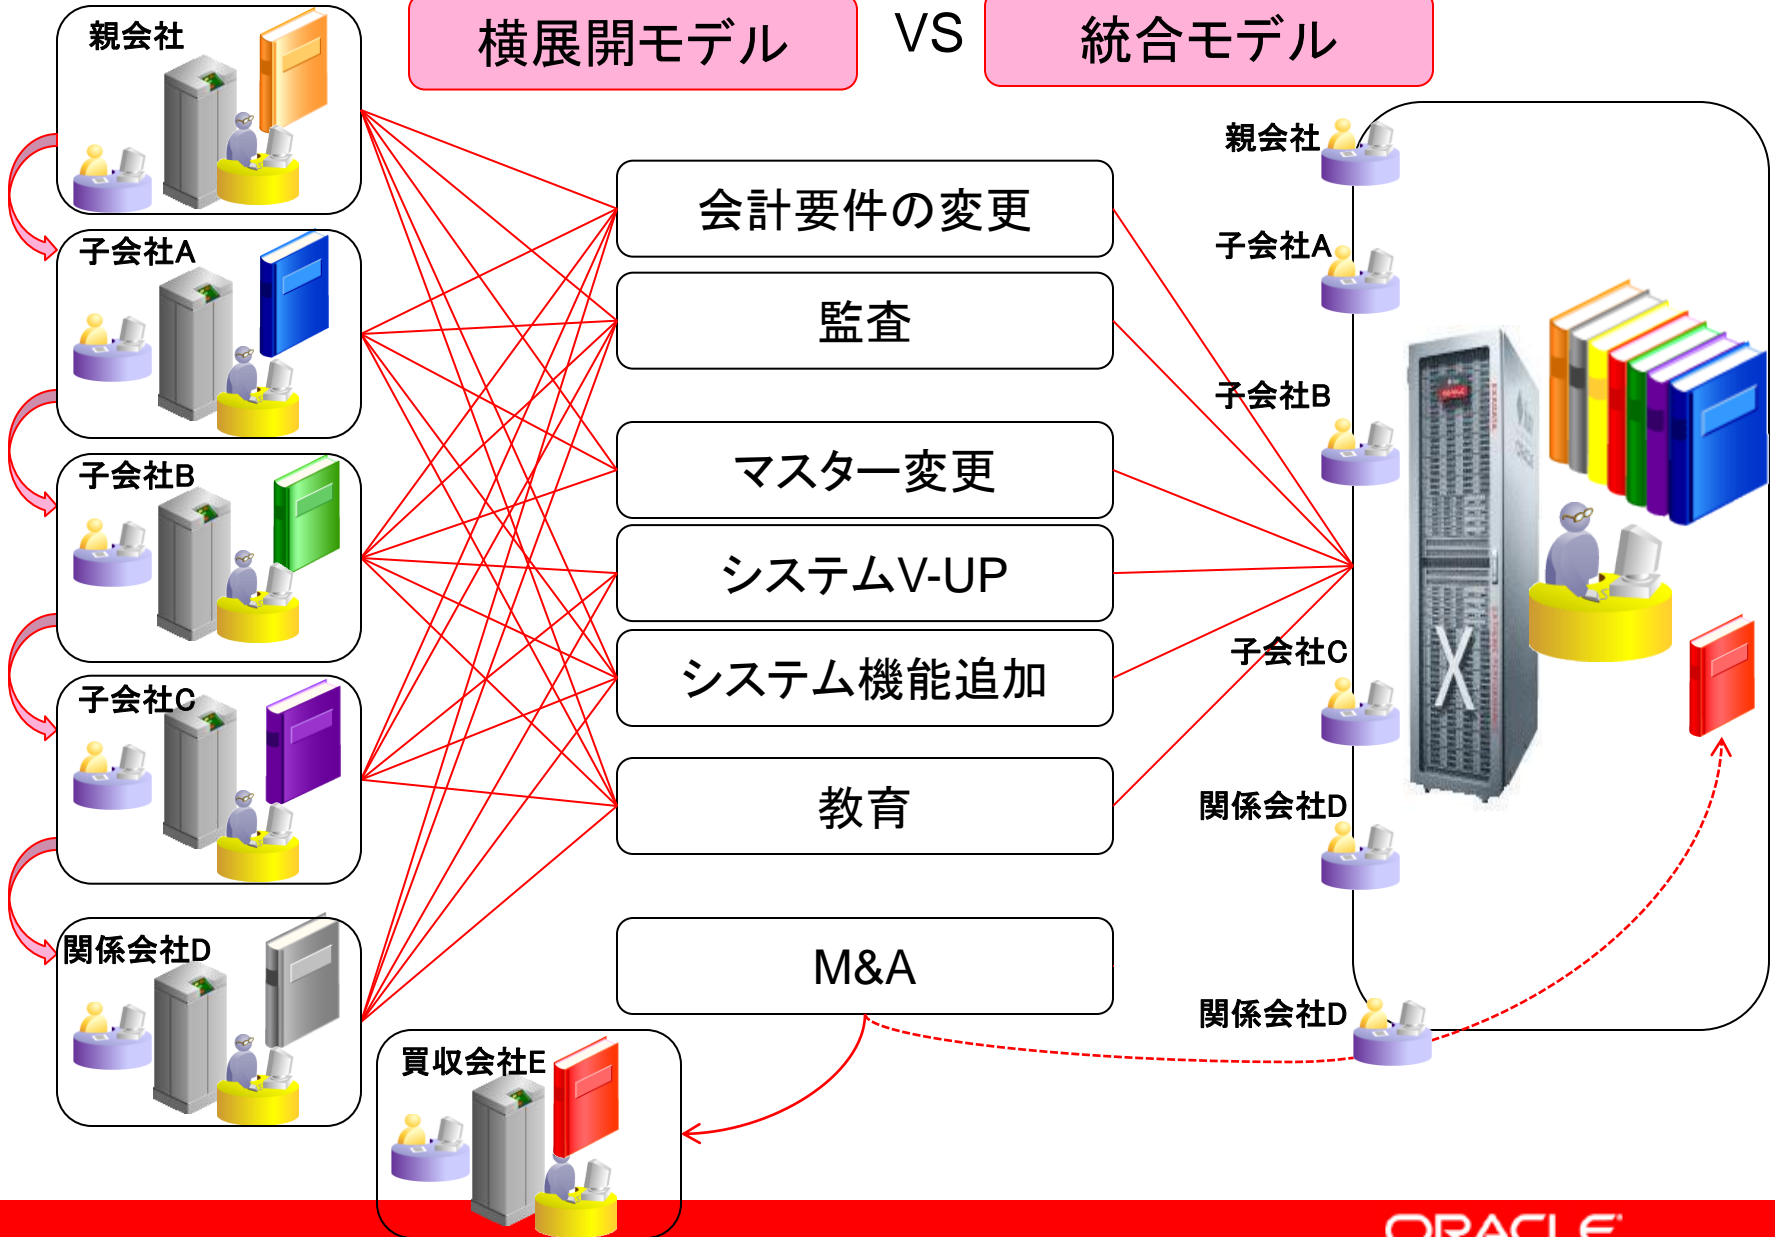 横展開モデル
VS
統合モデル
親会社
子会社A
子会社B
子会社C
関係会社D
買収会社E
会計要件の変更
監査
マスター変更
システムV-UP
システム機能追加
教育
M&A
親会社
子会社A
子会社B
子会社C
関係会社D
関係会社D
X
ORACLE